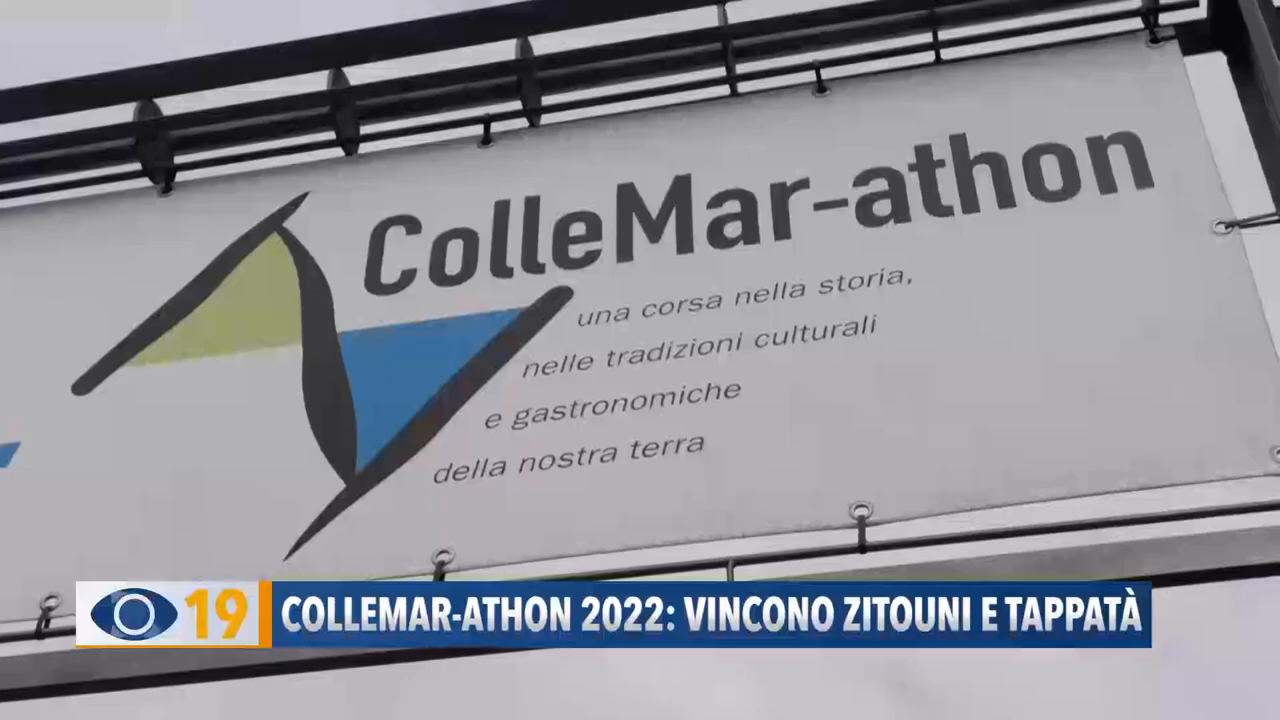 ColleMar-athon
una corsa nella storia,
nelle tradizioni culturali
e gastronomiche
della nostra terra
19
COLLEMAR-ATHON 2022: VINCONO ZITOUNI E TAPPATÀ